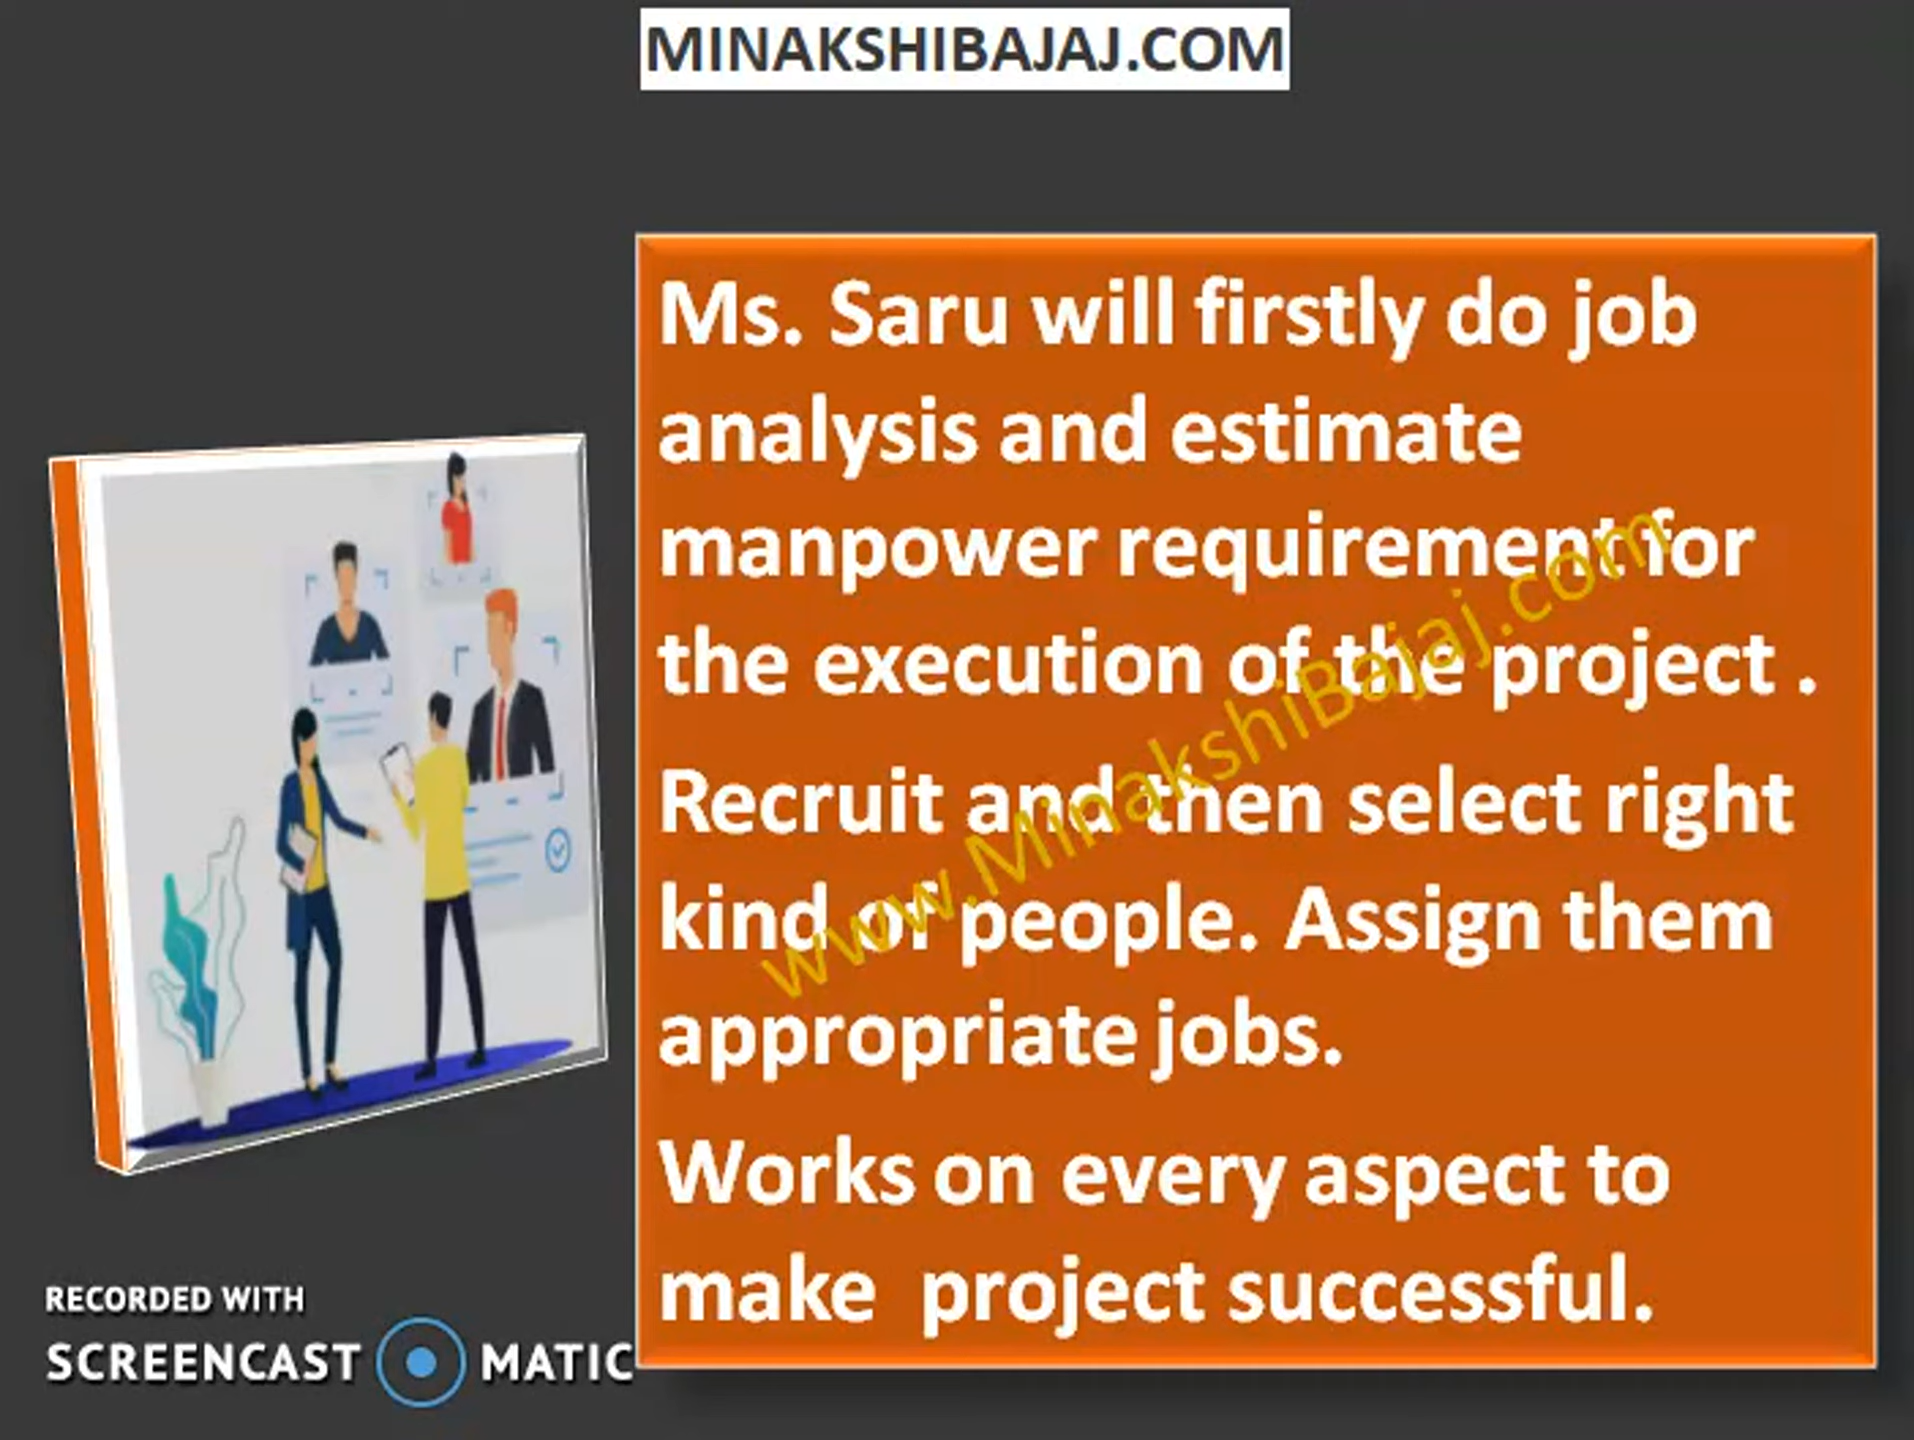 MINAKSHIBAJAJ.COM
Ms. Saru will firstly do job
analysis and estimate
manpower requirement for
the execution of the project .
Recruit and then select right
kind of people. Assign them
appropriate jobs.
Works on every aspect to
make  project successful.
www.MinakshiBajaj.com
RECORDED WITH
SCREENCAST MATIC